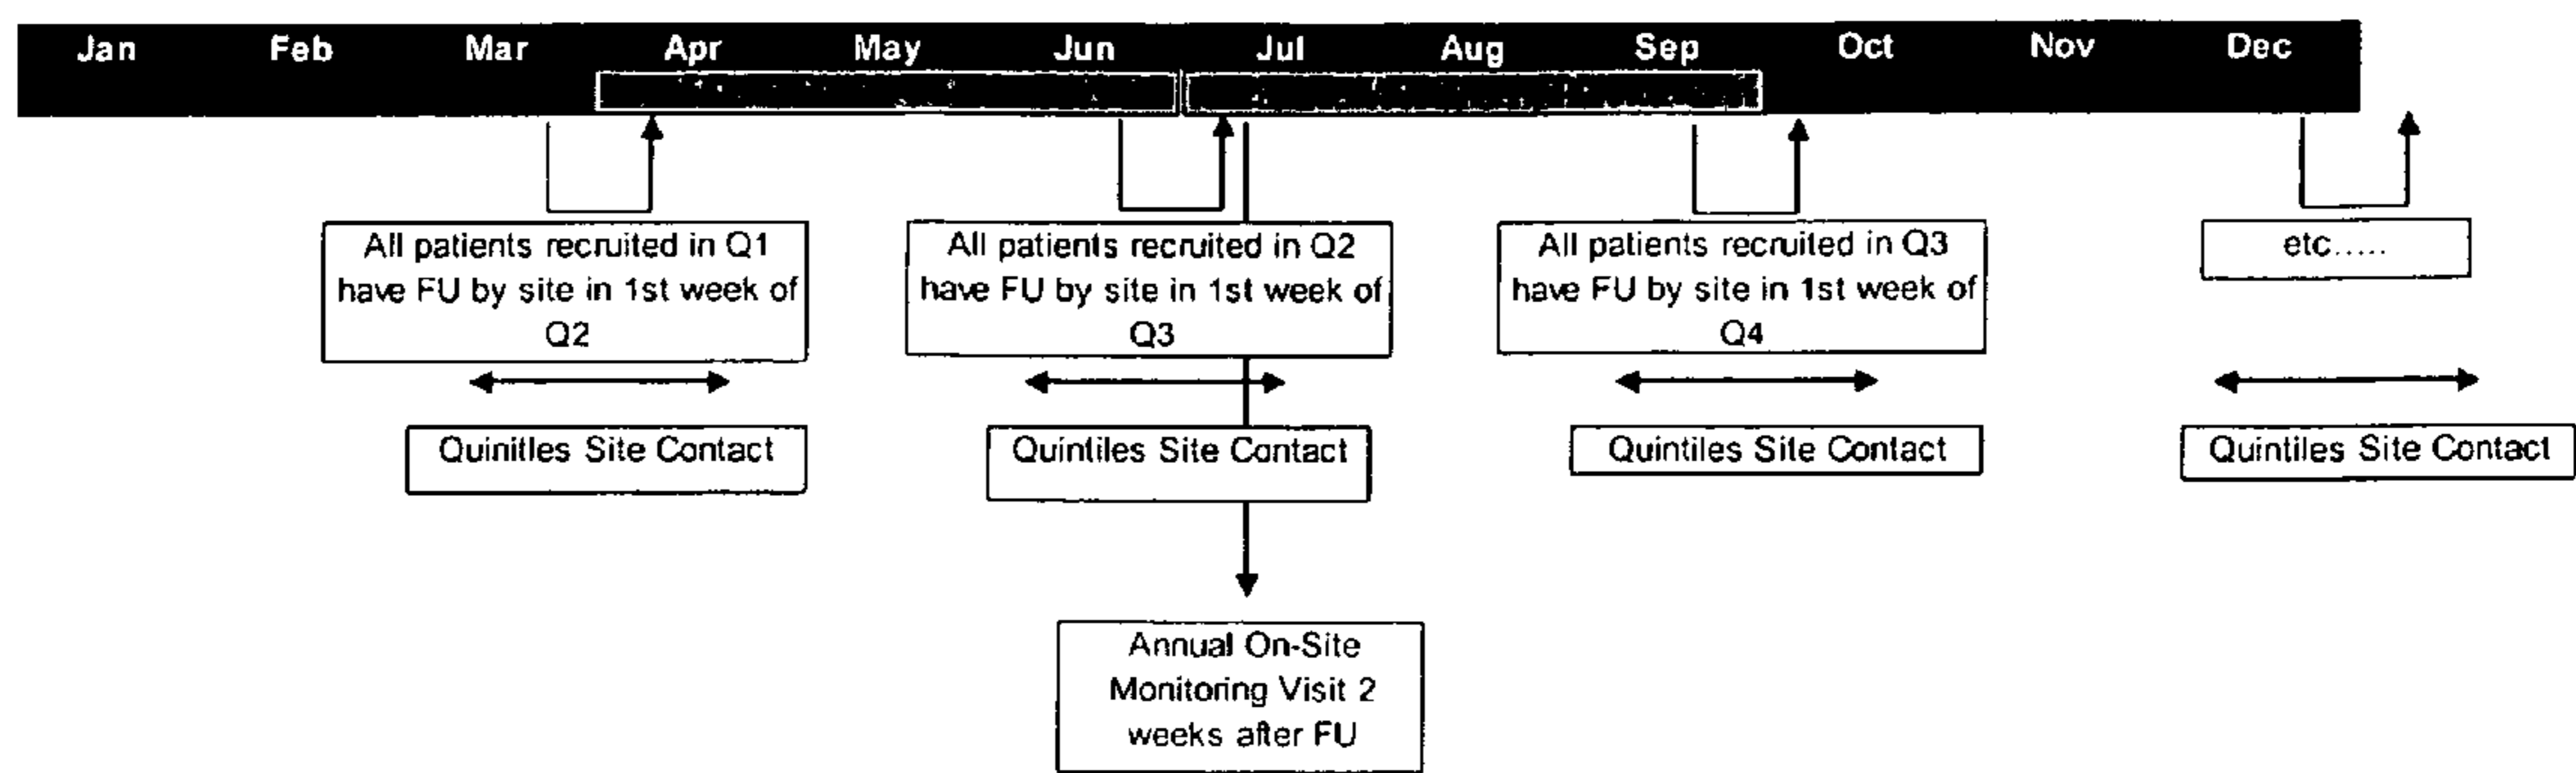 Jan Feb Mar Apr May Jun Jul Aug Sep Oct Nov Dec
All patients recruited in Q1
have FU by site in 1st week of
Q2
All patients recruited in Q2
have FU by site in 1st week of
Q3
All patients recruited in Q3
have FU by site in 1st week of
Q4
etc.....
Quinitles Site Contact
Quintiles Site Contact
Quintiles Site Contact
Quintiles Site Contact
Annual On-Site
Monitoring Visit 2
weeks after FU